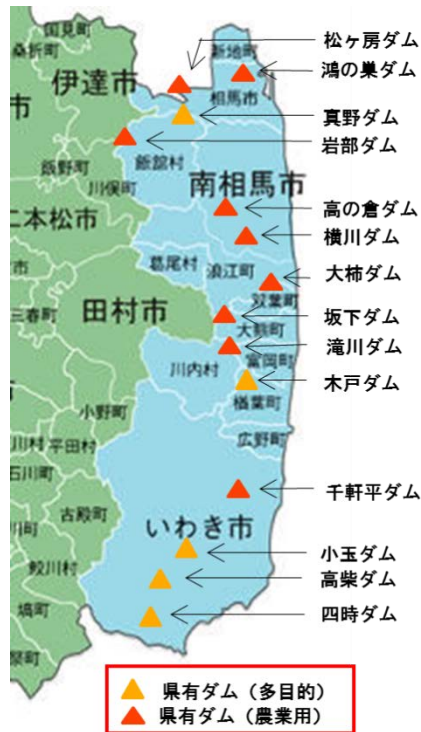 国見町
桑折町
新地町
松ヶ房ダム
伊達市
鴻の巣ダム
相馬市
真野ダム
岩部ダム
飯館村
飯野町
川俣町
南相馬市
高の倉ダム
二本松市
横川ダム
葛尾村
浪江町
大柿ダム
双葉町
田村市
坂下ダム
三春町
大熊町
滝川ダム
富岡町
川内村
木戸ダム
楢葉町
小野町
広野町
川村
平田村
石川町
千軒平ダム
古殿町
いわき市
小玉ダム
鮫川村
高柴ダム
塙町
四時ダム
県有ダム（多目的）
県有ダム（農業用）